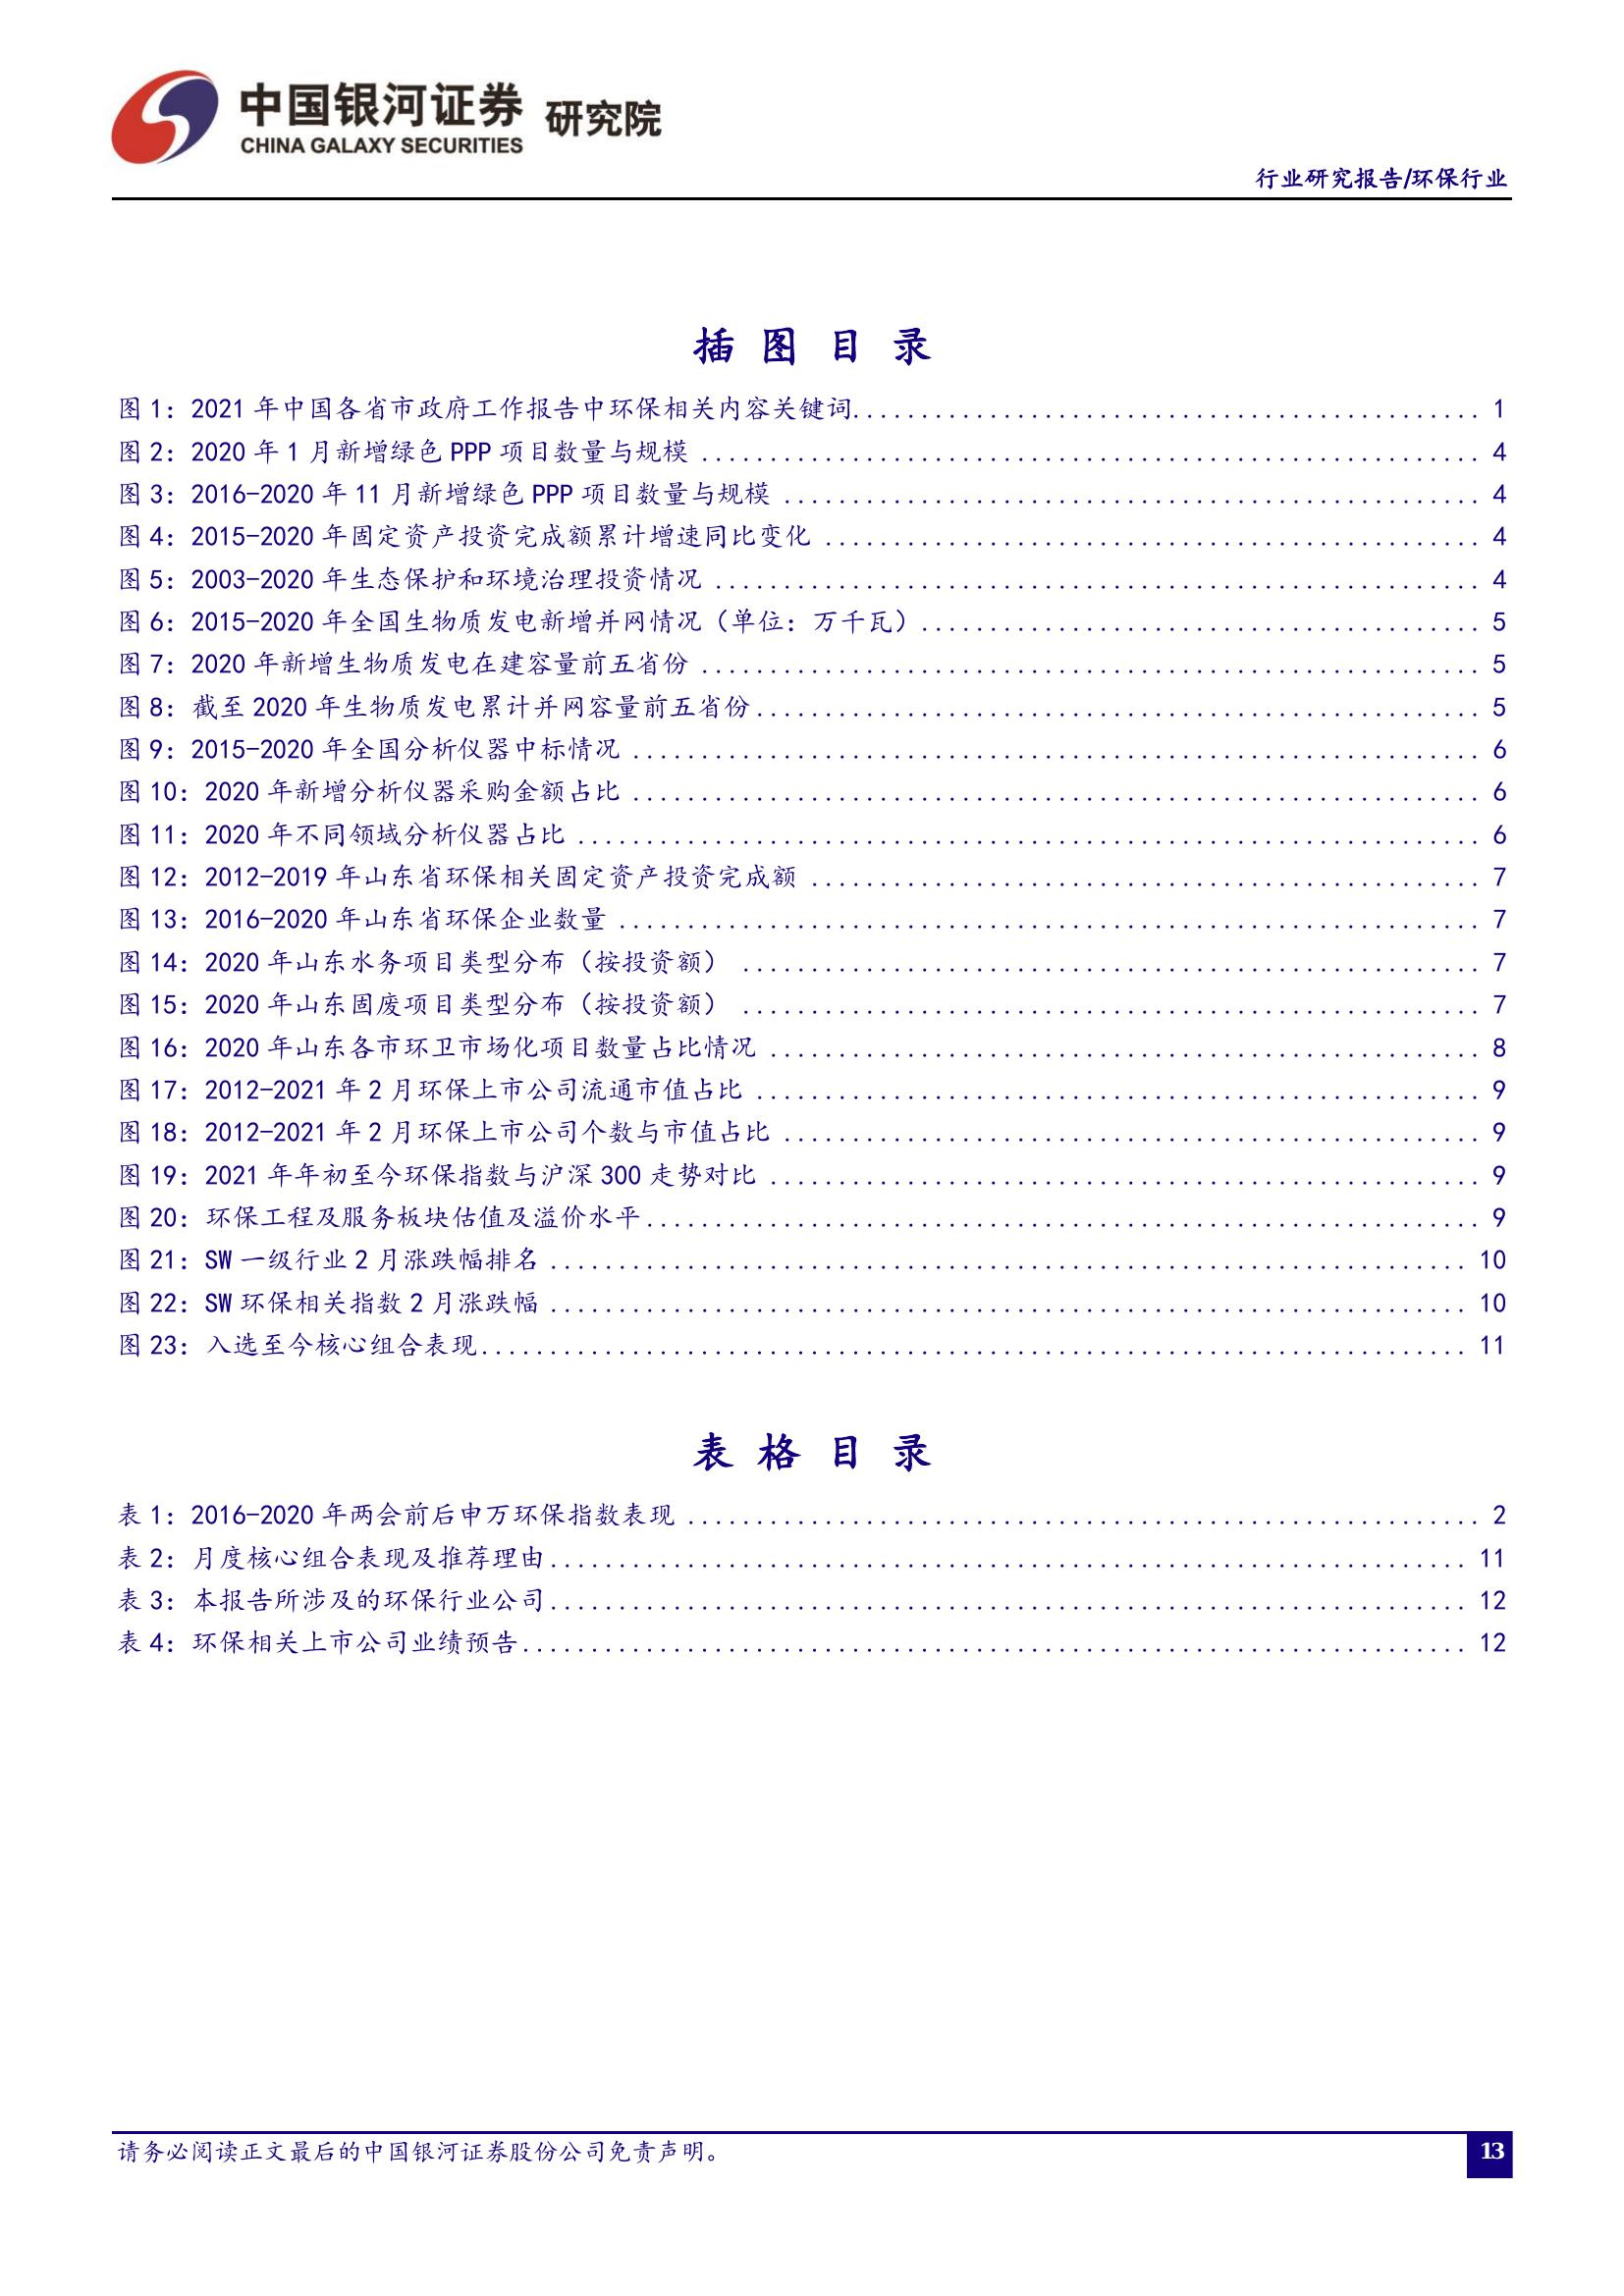 中国银河证券 研究院
CHINA GALAXY SECURITIES
行业研究报告/环保行业
插 图 目 录
图 1：2021 年中国各省市政府工作报告中环保相关内容关键词 1
图 2：2020 年 1 月新增绿色 PPP 项目数量与规模 4
图 3：2016-2020 年 11 月新增绿色 PPP 项目数量与规模 4
图 4：2015-2020 年固定资产投资完成额累计增速同比变化 4
图 5：2003-2020 年生态保护和环境治理投资情况 4
图 6：2015-2020 年全国生物质发电新增并网情况（单位：万千瓦） 5
图 7：2020 年新增生物质发电在建容量前五省份 5
图 8：截至 2020 年生物质发电累计并网容量前五省份 5
图 9：2015-2020 年全国分析仪器中标情况 6
图 10：2020 年新增分析仪器采购金额占比 6
图 11：2020 年不同领域分析仪器占比 6
图 12：2012-2019 年山东省环保相关固定资产投资完成额 7
图 13：2016-2020 年山东省环保企业数量 7
图 14：2020 年山东水务项目类型分布（按投资额） 7
图 15：2020 年山东固废项目类型分布（按投资额） 7
图 16：2020 年山东各市环卫市场化项目数量占比情况 8
图 17：2012-2021 年 2 月环保上市公司流通市值占比 9
图 18：2012-2021 年 2 月环保上市公司个数与市值占比 9
图 19：2021 年年初至今环保指数与沪深 300 走势对比 9
图 20：环保工程及服务板块估值及溢价水平 9
图 21：SW 一级行业 2 月涨跌幅排名 10
图 22：SW 环保相关指数 2 月涨跌幅 10
图 23：入选至今核心组合表现 11
表 格 目 录
表 1：2016-2020 年两会前后申万环保指数表现 2
表 2：月度核心组合表现及推荐理由 11
表 3：本报告所涉及的环保行业公司 12
表 4：环保相关上市公司业绩预告 12
请务必阅读正文最后的中国银河证券股份公司免责声明。
13